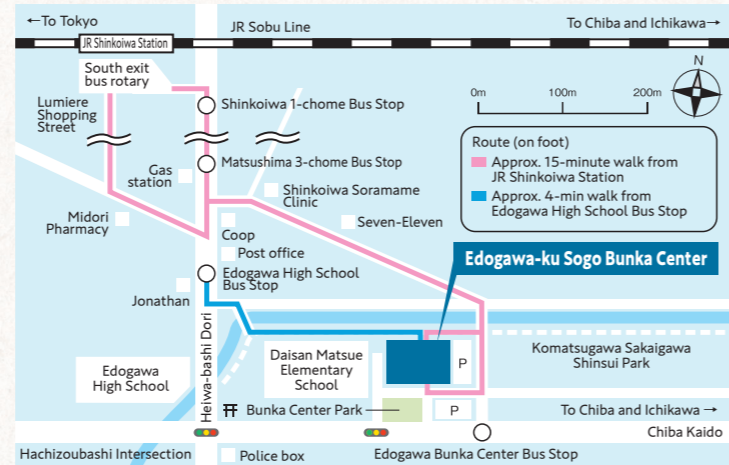 ←To Tokyo
JR Sobu Line
To Chiba and Ichikawa→
JR Shinkoiwa Station
South exit
bus rotary
N
Lumiere
Shopping
Street
Shinkoiwa 1-chome Bus Stop
0m 100m 200m
Route (on foot)
Approx. 15-minute walk from
JR Shinkoiwa Station
Approx. 4-min walk from
Edogawa High School Bus Stop
Matsushima 3-chome Bus Stop
Gas
station
Shinkoiwa Soramame
Clinic
Midori
Pharmacy
Seven-Eleven
Coop
Post office
Edogawa-ku Sogo Bunka Center
Edogawa High School
Bus Stop
Jonathan
Heiwa-bashi Dori
Edogawa
High School
Daisan Matsue
Elementary
School
P
Komatsugawa Sakaigawa
Shinsui Park
Bunka Center Park
P
To Chiba and Ichikawa →
Chiba Kaido
Hachizoubashi Intersection
Police box
Edogawa Bunka Center Bus Stop